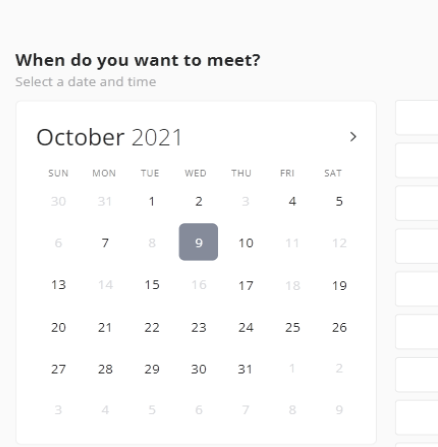 When do you want to meet?
Select a date and time
October 2021
SUN MON TUE WED THU FRI SAT
30 31 1 2 3 4 5
6 7 8 9 10 11 12
13 14 15 16 17 18 19
20 21 22 23 24 25 26
27 28 29 30 31 1 2
3 4 5 6 7 8 9